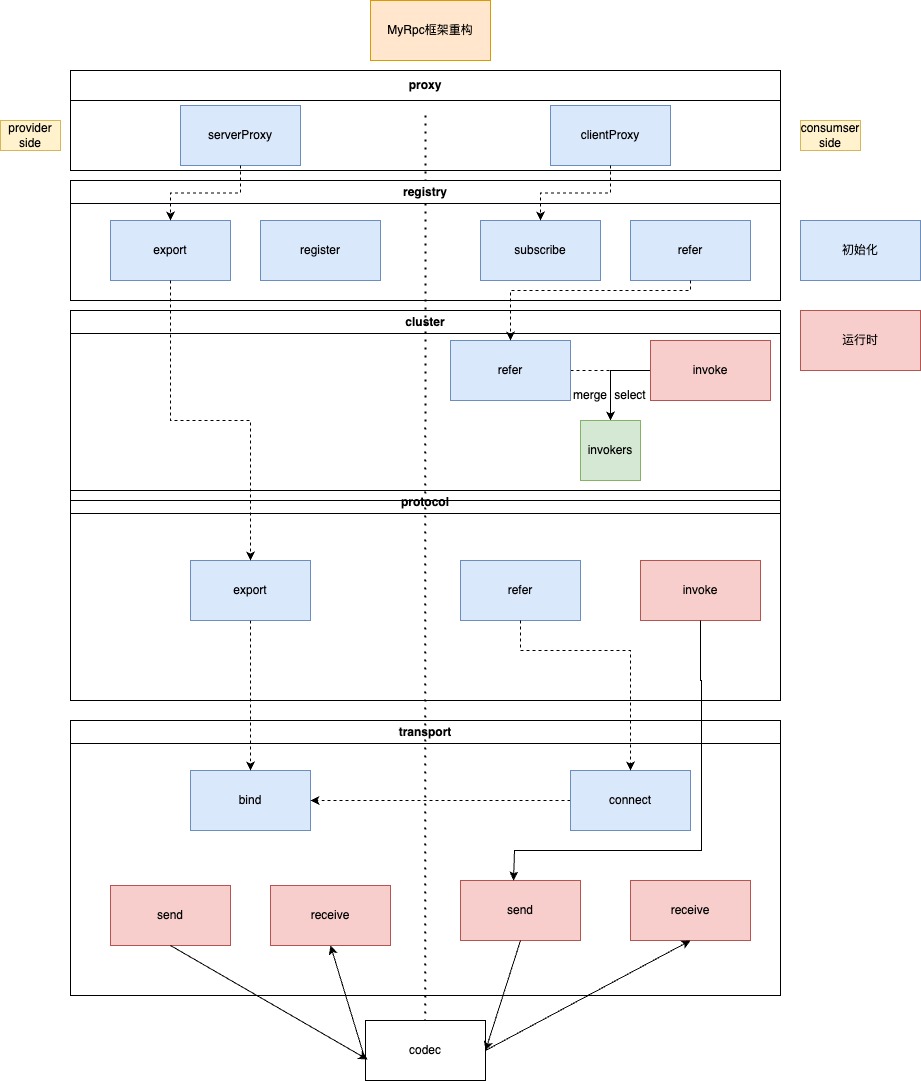 MyRpc框架重构
proxy
provider
side
serverProxy
clientProxy
consumser
side
registry
export
register
subscribe
refer
初始化
cluster
运行时
refer
invoke
merge
select
invokers
protocol
export
refer
invoke
transport
bind
connect
send
receive
send
receive
codec